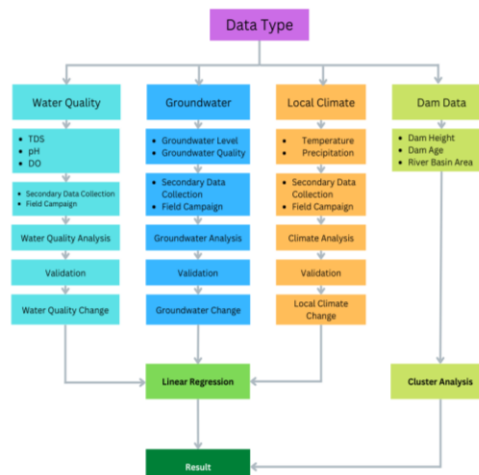 Data Type
Water Quality
Groundwater
Local Climate
Dam Data
• TDS
• pH
• DO
• Groundwater Level
• Groundwater Quality
• Temperature
• Precipitation
• Dam Height
• Dam Age
• River Basin Area
• Secondary Data Collection
• Field Campaign
• Secondary Data
Collection
• Field Campaign
• Secondary Data
Collection
• Field Campaign
Water Quality Analysis
Groundwater Analysis
Climate Analysis
Validation
Validation
Validation
Water Quality Change
Groundwater Change
Local Climate
Change
Linear Regression
Cluster Analysis
Result